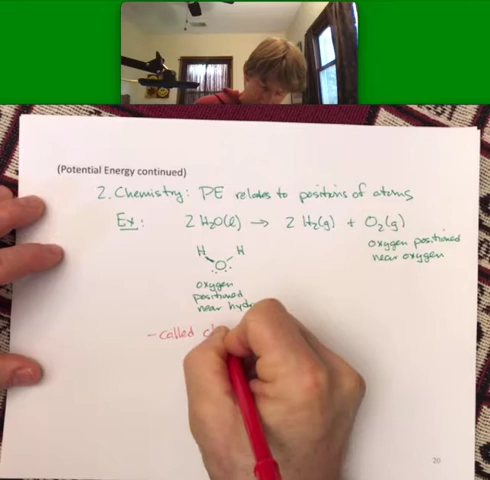 (Potential Energy continued)
2. Chemistry: PE relates to positions of atoms
Ex: 2 H₂O(l) → 2 H₂(g) + O₂(g)
oxygen positioned
near oxygen
H H
O
oxygen
positioned
near
- called
20